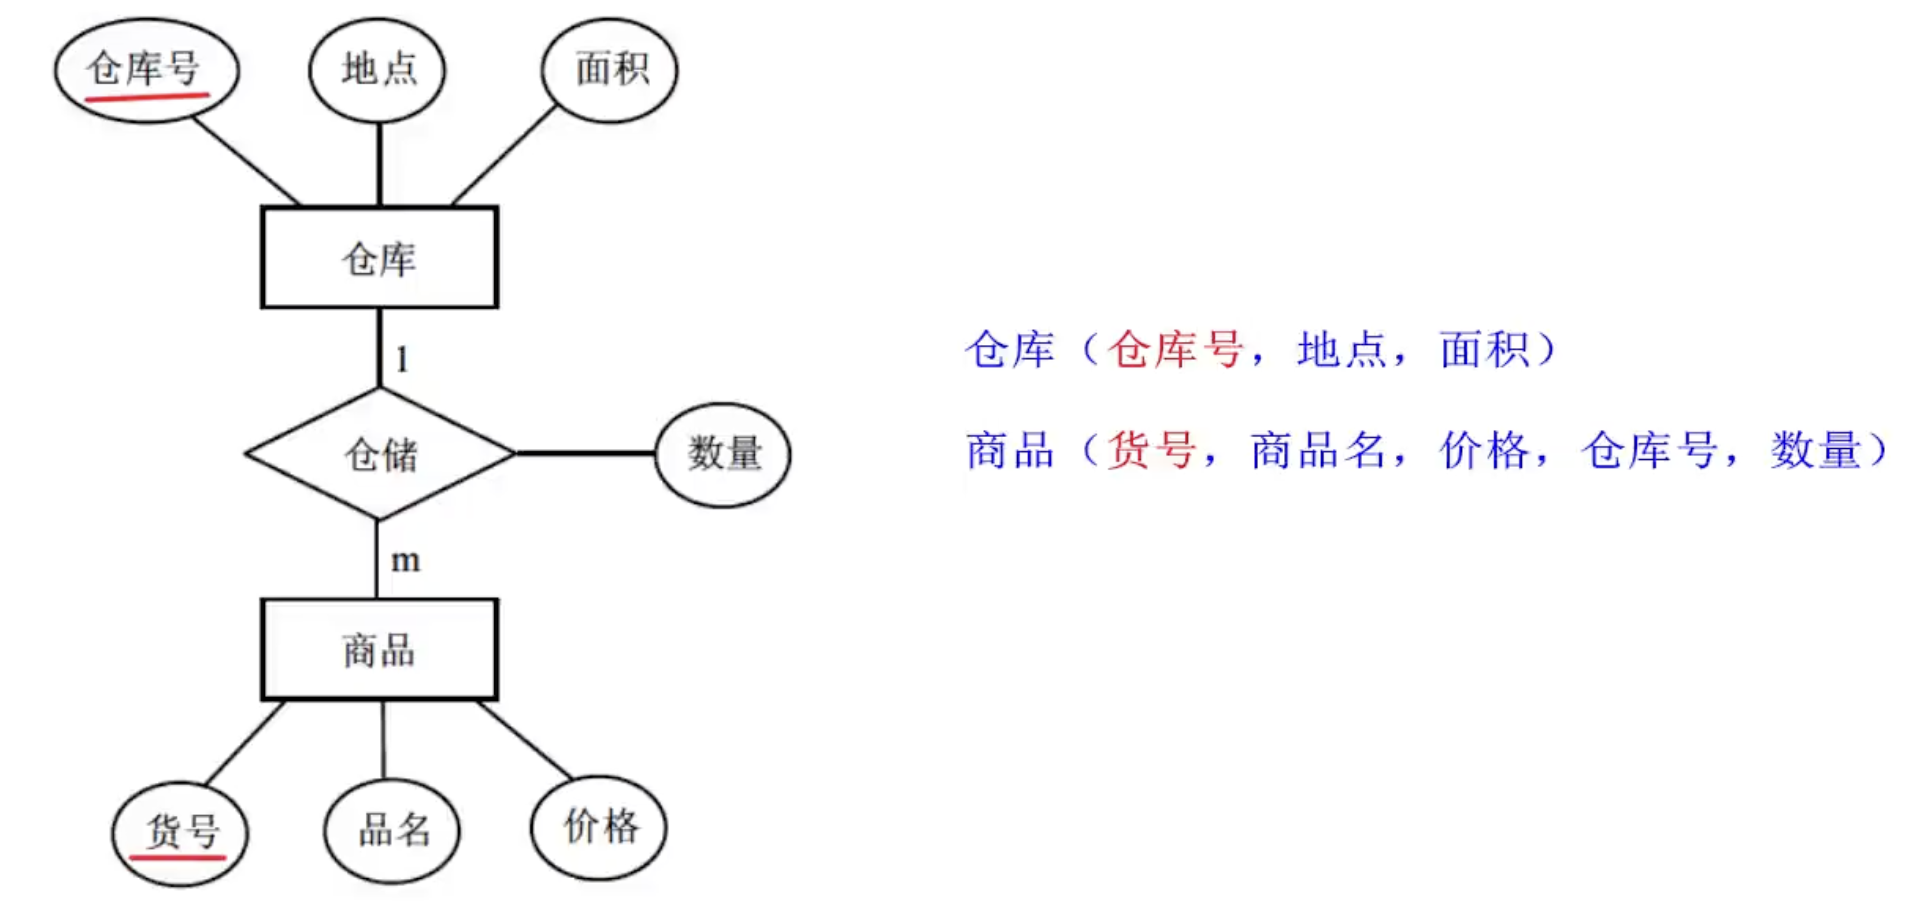 仓库号
地点
面积
仓库
1
仓储
数量
m
商品
货号
品名
价格
仓库（仓库号，地点，面积）
商品（货号，商品名，价格，仓库号，数量）